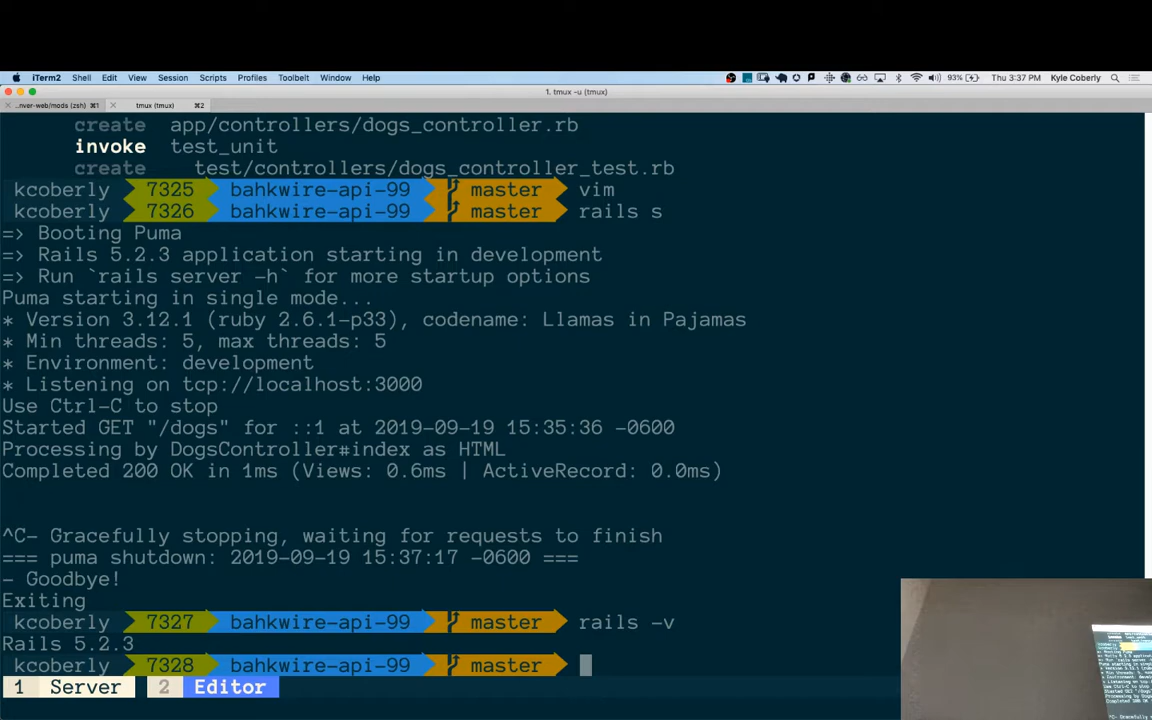 iTerm2 Shell Edit View Session Scripts Profiles Toolbelt Window Help 93% Thu 3:37 PM Kyle Coberly
1. tmux -u (tmux)
...nver-web/mods (zsh) ⌘1 tmux (tmux) ⌘2
create app/controllers/dogs_controller.rb
invoke test_unit
create test/controllers/dogs_controller_test.rb
kcoberly 7325 bahkwire-api-99 master vim
kcoberly 7326 bahkwire-api-99 master rails s
=> Booting Puma
=> Rails 5.2.3 application starting in development
=> Run `rails server -h` for more startup options
Puma starting in single mode...
* Version 3.12.1 (ruby 2.6.1-p33), codename: Llamas in Pajamas
* Min threads: 5, max threads: 5
* Environment: development
* Listening on tcp://localhost:3000
Use Ctrl-C to stop
Started GET "/dogs" for ::1 at 2019-09-19 15:35:36 -0600
Processing by DogsController#index as HTML
Completed 200 OK in 1ms (Views: 0.6ms | ActiveRecord: 0.0ms)
^C- Gracefully stopping, waiting for requests to finish
=== puma shutdown: 2019-09-19 15:37:17 -0600 ===
- Goodbye!
Exiting
kcoberly 7327 bahkwire-api-99 master rails -v
Rails 5.2.3
kcoberly 7328 bahkwire-api-99 master
1 Server 2 Editor